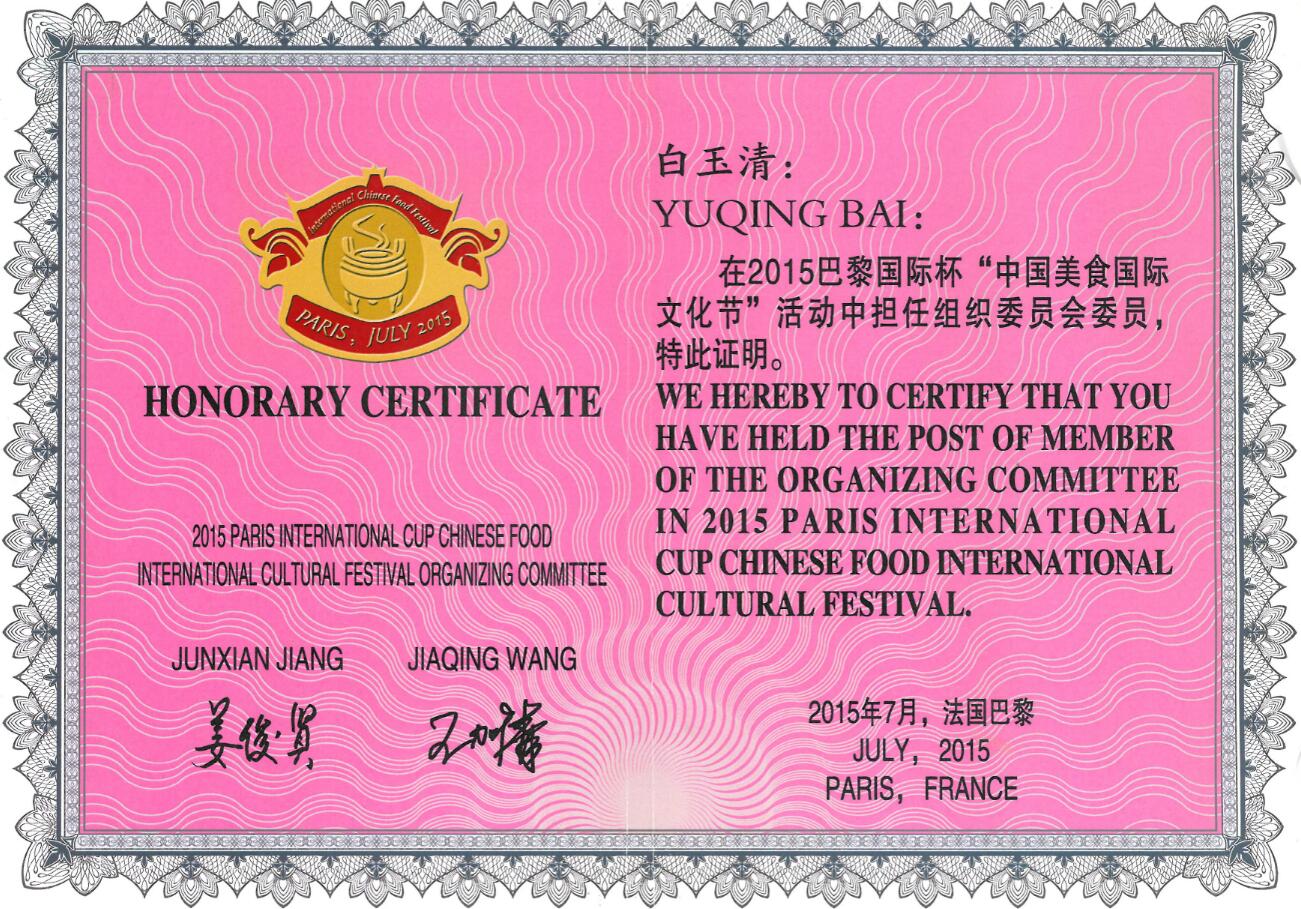 International Chinese Food Festival
PARIS, JULY 2015
HONORARY CERTIFICATE
2015 PARIS INTERNATIONAL CUP CHINESE FOOD
INTERNATIONAL CULTURAL FESTIVAL ORGANIZING COMMITTEE
JUNXIAN JIANG JIAQING WANG
姜俊贤
白玉清：
YUQING BAI：
在2015巴黎国际杯“中国美食国际
文化节”活动中担任组织委员会委员，
特此证明。
WE HEREBY TO CERTIFY THAT YOU
HAVE HELD THE POST OF MEMBER
OF THE ORGANIZING COMMITTEE
IN 2015 PARIS INTERNATIONAL
CUP CHINESE FOOD INTERNATIONAL
CULTURAL FESTIVAL.
2015年7月，法国巴黎
JULY，2015
PARIS，FRANCE